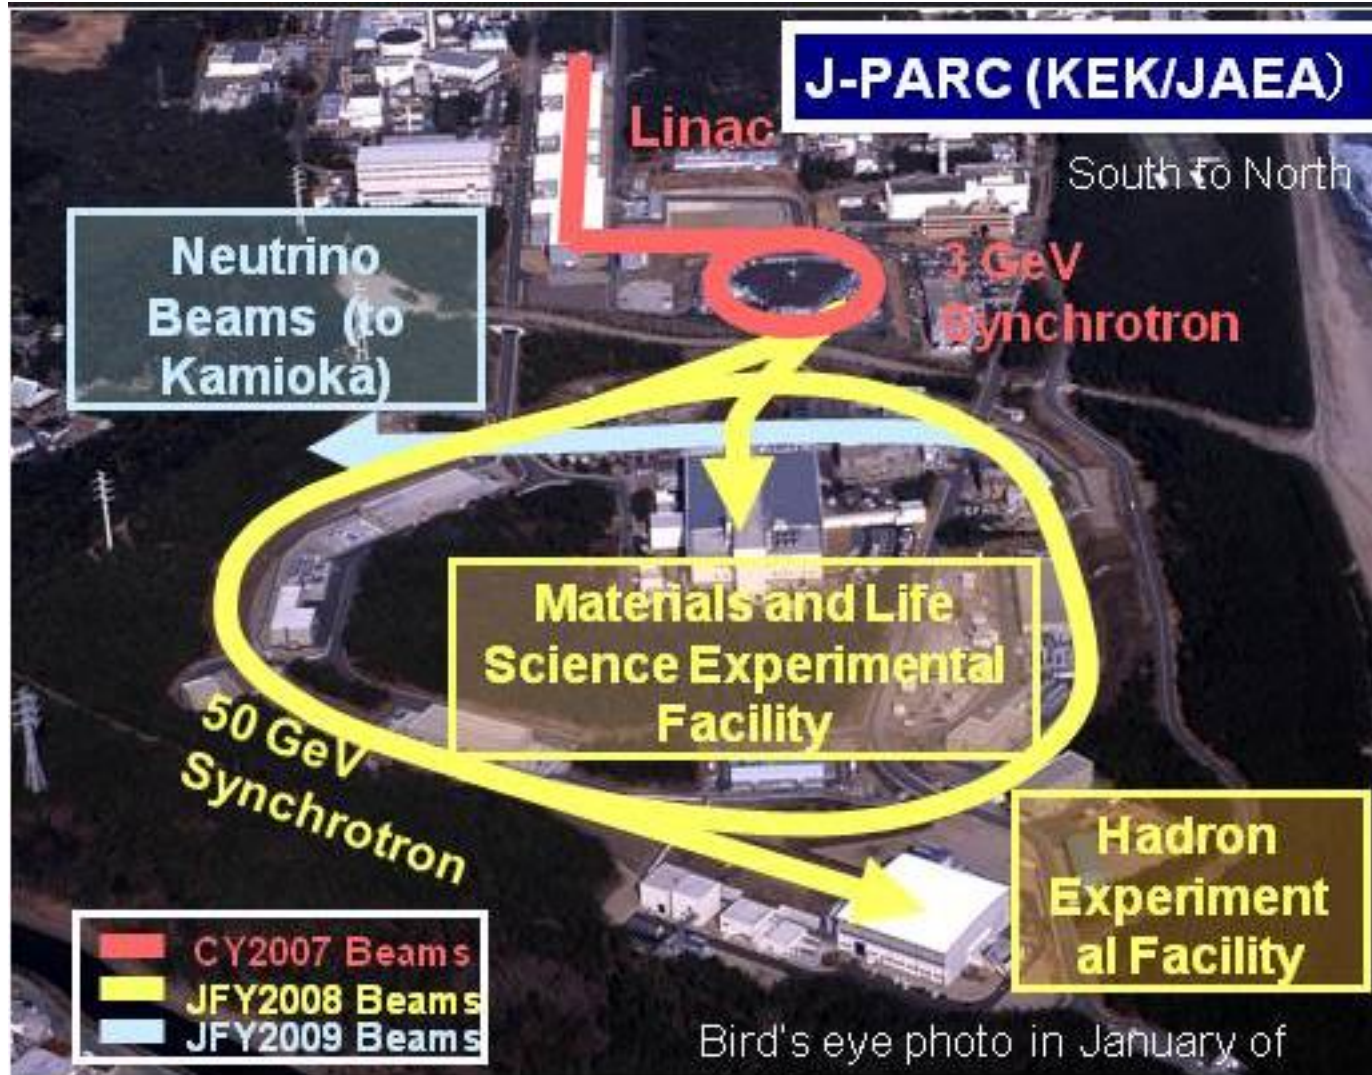 J-PARC (KEK/JAEA)
Linac
South to North
Neutrino
Beams (to
Kamioka)
3 GeV
Synchrotron
Materials and Life
Science Experimental
Facility
50 GeV
Synchrotron
Hadron
Experiment
al Facility
CY2007 Beams
JFY2008 Beams
JFY2009 Beams
Bird's eye photo in January of